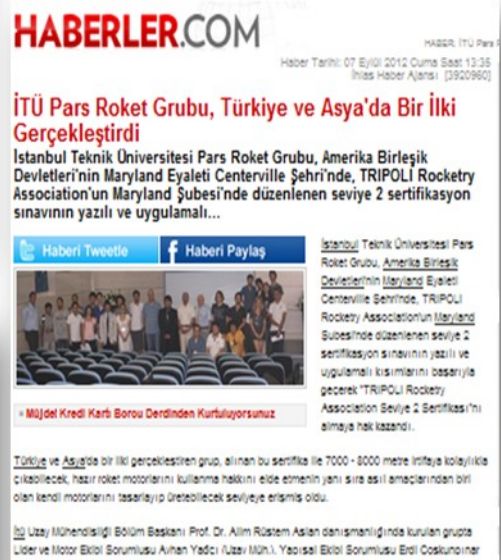 HABERLER.COM
HABER: İTÜ Pars
Haber Tarihi: 07 Eylül 2012 Cuma Saat 13:35
İhlas Haber Ajansı [3920960]
İTÜ Pars Roket Grubu, Türkiye ve Asya'da Bir İlki
Gerçekleştirdi
İstanbul Teknik Üniversitesi Pars Roket Grubu, Amerika Birleşik
Devletleri'nin Maryland Eyaleti Centerville Şehri'nde, TRIPOLI Rocketry
Association'un Maryland Şubesi'nde düzenlenen seviye 2 sertifikasyon
sınavının yazılı ve uygulamalı...
Haberi Tweetle
Haberi Paylaş
İstanbul Teknik Üniversitesi Pars
Roket Grubu, Amerika Birleşik
Devletleri'nin Maryland Eyaleti
Centerville Şehri'nde, TRIPOLI
Rocketry Association'un Maryland
Şubesi'nde düzenlenen seviye 2
sertifikasyon sınavının yazılı ve
uygulamalı kısımlarını başarıyla
geçerek "TRIPOLI Rocketry
Association Seviye 2 Sertifikası"nı
almaya hak kazandı.
Müjdel Kredi Kartı Borou Derdinden Kurtuluyorsunuz
Türkiye ve Asya'da bir ilki gerçekleştiren grup, alınan bu sertifika ile 7000 - 8000 metre irtifaya kolaylıkla
çıkabilecek, hazır roket motorlarını kullanma hakkını elde etmenin yanı sıra asıl amaçlarından biri
olan kendi motorlarını tasarlayıp üretebilecek seviyeye erişmiş oldu.
İtü Uzay Mühendisliği Bölüm Başkanı Prof. Dr. Alim Rüstem Aslan danışmanlığında kurulan grupta
Lider ve Motor Ekibi Sorumlusu Ayhan Yağcı (Uzay Müh.), Yapısal Ekibi Sorumlusu Erdi Coşkunpınar